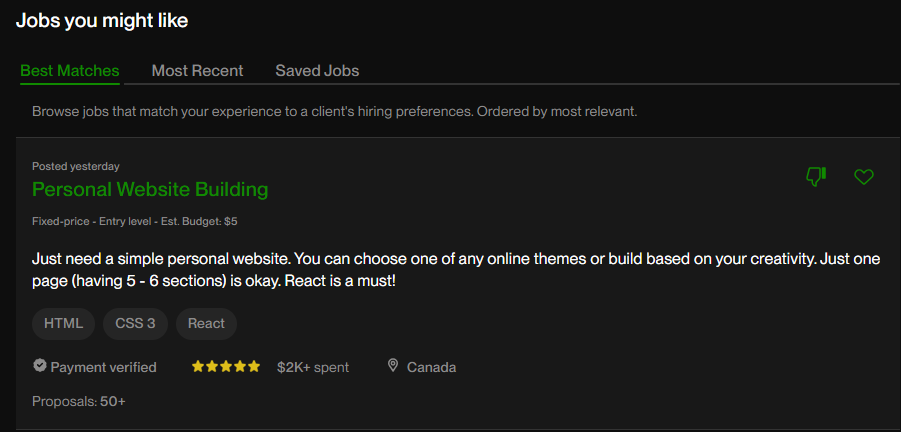 Jobs you might like
Best Matches Most Recent Saved Jobs
Browse jobs that match your experience to a client's hiring preferences. Ordered by most relevant.
Posted yesterday
Personal Website Building
Fixed-price - Entry level - Est. Budget: $5
Just need a simple personal website. You can choose one of any online themes or build based on your creativity. Just one
page (having 5 - 6 sections) is okay. React is a must!
HTML CSS 3 React
Payment verified $2K+ spent Canada
Proposals: 50+